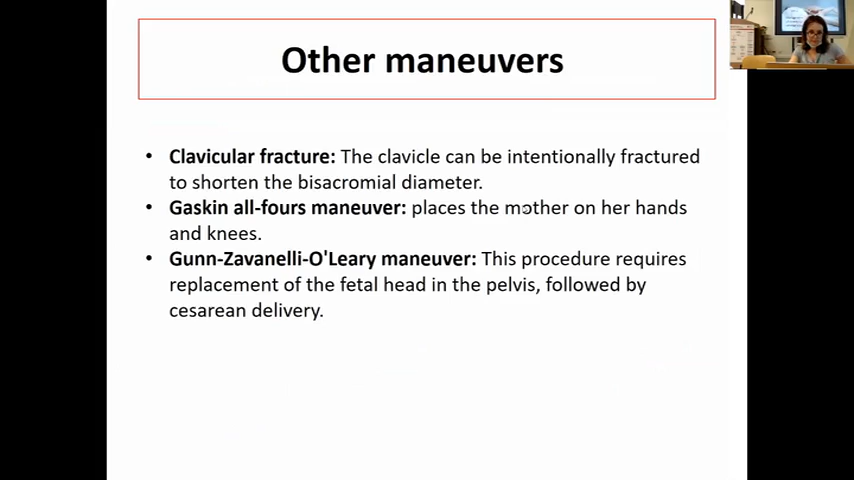 Other maneuvers
• Clavicular fracture: The clavicle can be intentionally fractured
to shorten the bisacromial diameter.
• Gaskin all-fours maneuver: places the mother on her hands
and knees.
• Gunn-Zavanelli-O'Leary maneuver: This procedure requires
replacement of the fetal head in the pelvis, followed by
cesarean delivery.